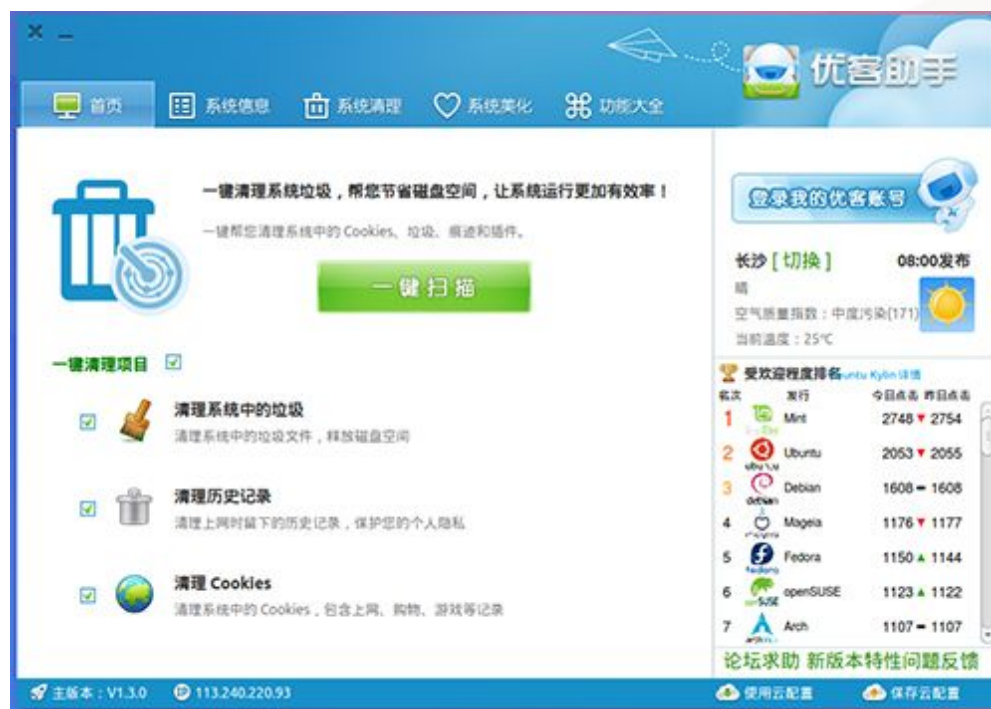 优客助手
首页 系统信息 系统清理 系统美化 功能大全
一键清理系统垃圾，帮您节省磁盘空间，让系统运行更加有效率！
一键帮您清理系统中的 Cookies、垃圾、痕迹和插件。
一键扫描
一键清理项目
清理系统中的垃圾
清理系统中的垃圾文件，释放磁盘空间
清理历史记录
清理上网时留下的历史记录，保护您的个人隐私
清理 Cookies
清理系统中的 Cookies，包含上网、购物、游戏等记录
登录我的优客账号
长沙 [ 切换 ] 08:00发布
晴
空气质量指数：中度污染(171)
当前温度：25℃
受欢迎程度排名 Ubuntu Kylin 详情
名次 发行 今日点击 昨日点击
1 Mint 2748 ▼ 2754
2 Ubuntu 2053 ▼ 2055
3 debian Debian 1608 = 1608
4 Mageia 1176 ▼ 1177
5 fedora Fedora 1150 ▲ 1144
6 openSUSE 1123 ▲ 1122
7 Arch 1107 = 1107
论坛求助 新版本特性问题反馈
主版本：V1.3.0 IP 113.240.220.93 使用云配置 保存云配置